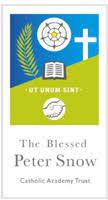 · UT UNUM SINT ·
The Blessed
Peter Snow
Catholic Academy Trust